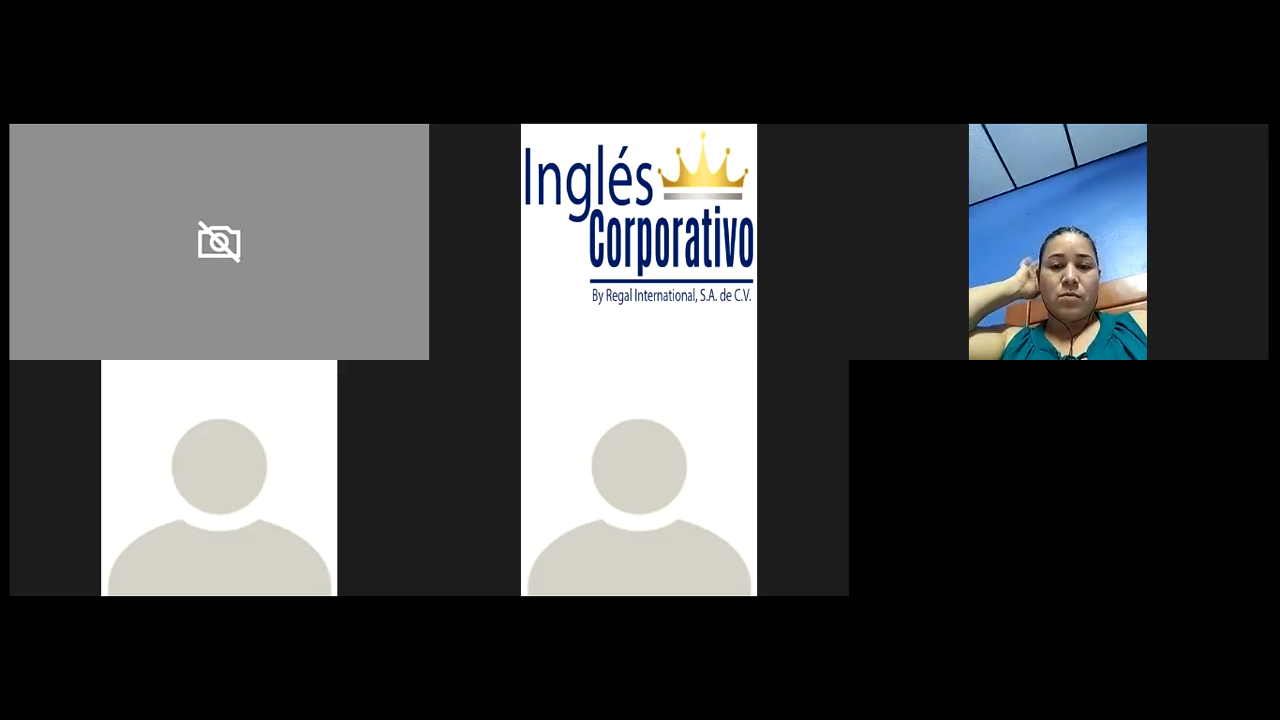 Inglés
Corporativo
By Regal International, S.A. de C.V.